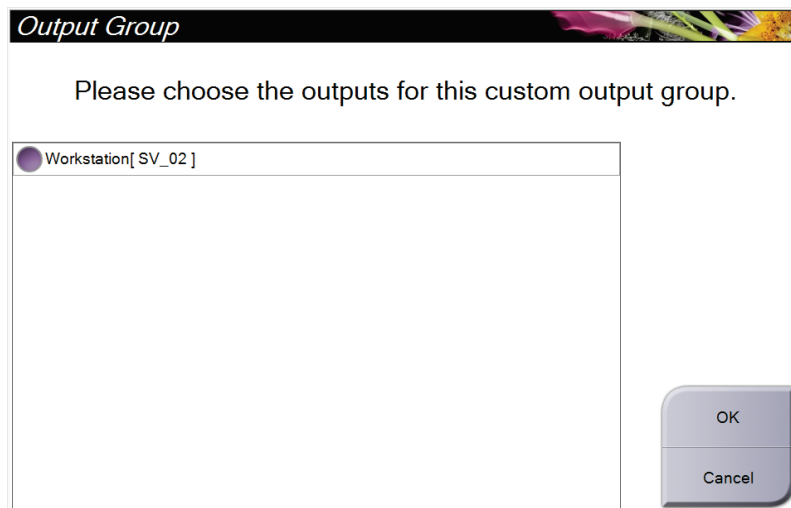 Output Group
Please choose the outputs for this custom output group.
Workstation[ SV_02 ]
OK
Cancel